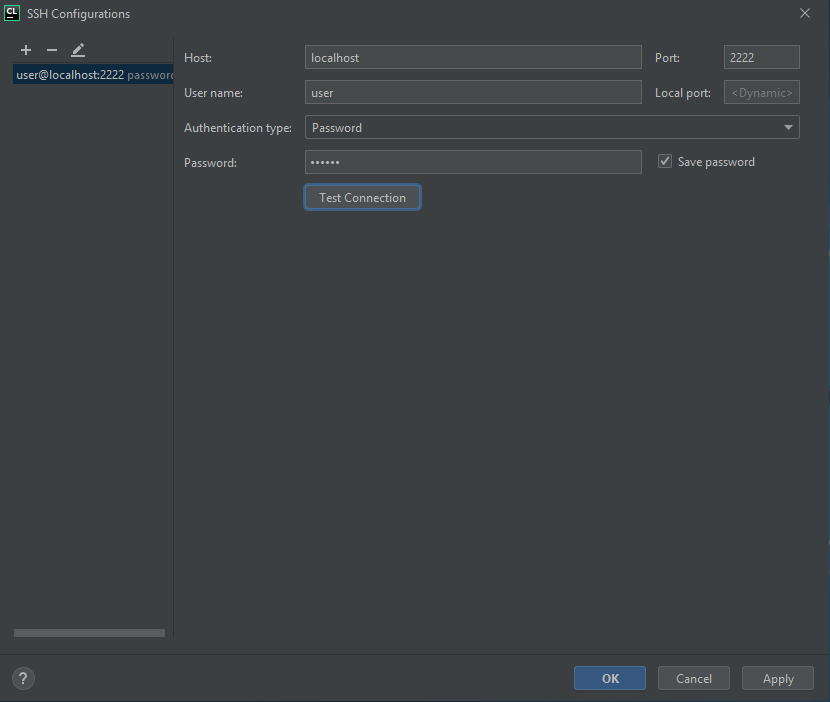 CL SSH Configurations
user@localhost:2222 password
Host: localhost Port: 2222
User name: user Local port: <Dynamic>
Authentication type: Password
Password: •••••• Save password
Test Connection
? OK Cancel Apply